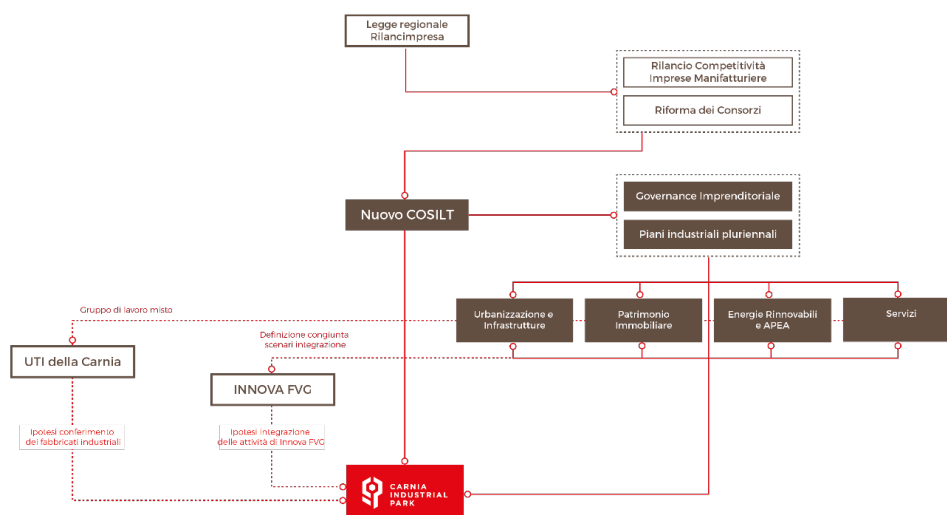 Legge regionale
Rilancimpresa
Rilancio Competitività
Imprese Manifatturiere
Riforma dei Consorzi
Nuovo COSILT
Governance Imprenditoriale
Piani industriali pluriennali
Gruppo di lavoro misto
Urbanizzazione e
Infrastrutture
Patrimonio
Immobiliare
Energie Rinnovabili
e APEA
Servizi
Definizione congiunta
scenari integrazione
UTI della Carnia
INNOVA FVG
Ipotesi conferimento
dei fabbricati industriali
Ipotesi integrazione
delle attività di Innova FVG
CARNIA
INDUSTRIAL
PARK